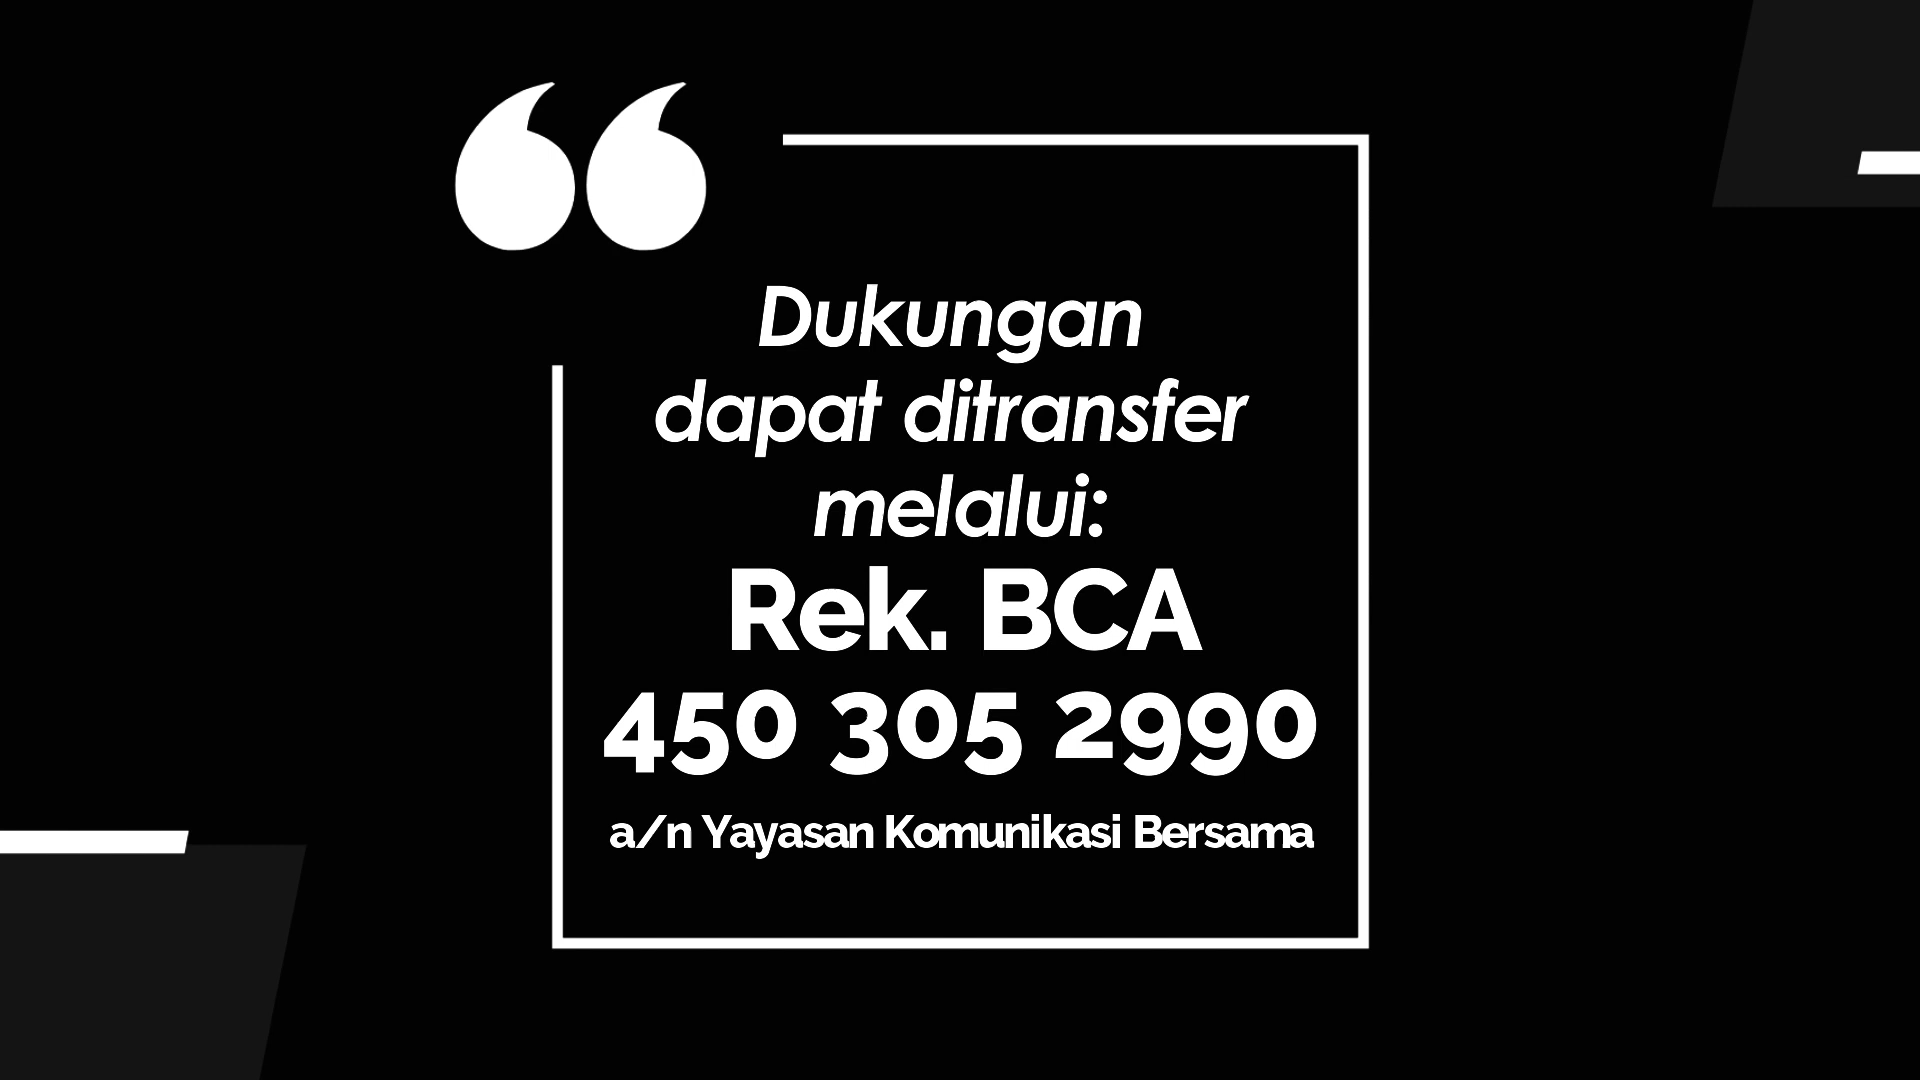 Dukungan
dapat ditransfer
melalui:
Rek. BCA
450 305 2990
a/n Yayasan Komunikasi Bersama